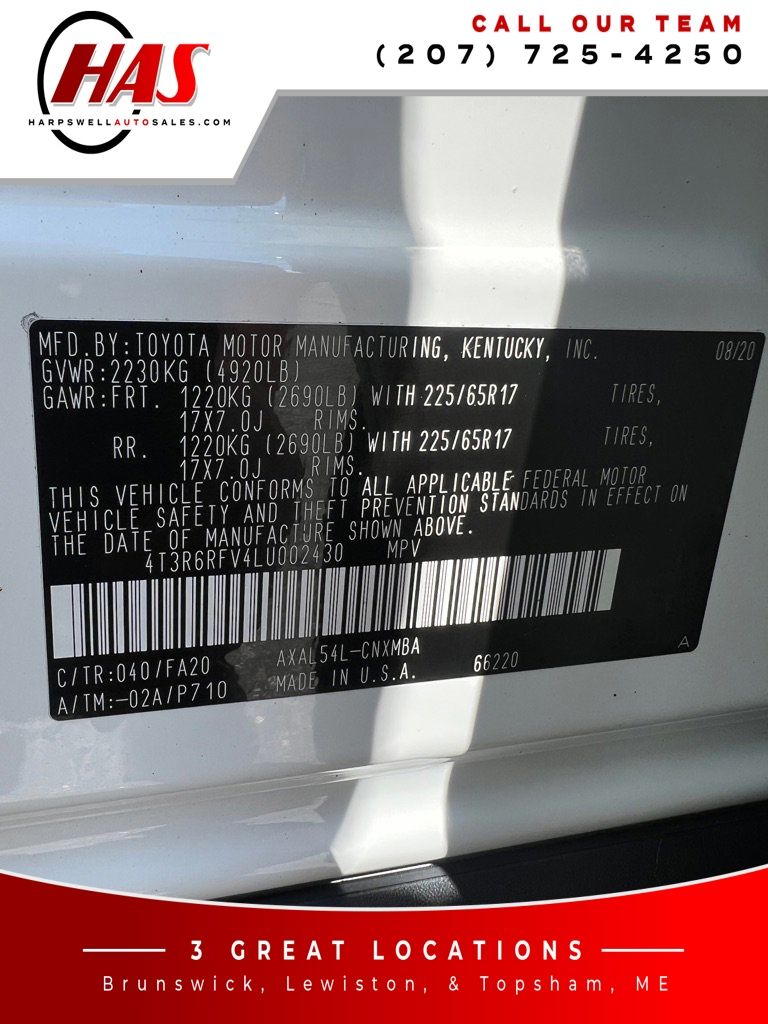 HAS
HARPSWELLAUTOSALES.COM
CALL OUR TEAM
(207) 725-4250
MFD.BY:TOYOTA MOTOR MANUFACTURING, KENTUCKY, INC. 08/20
GVWR:2230KG (4920LB)
GAWR:FRT. 1220KG (2690LB) WITH 225/65R17 TIRES,
17X7.0J RIMS.
RR. 1220KG (2690LB) WITH 225/65R17 TIRES,
17X7.0J RIMS.
THIS VEHICLE CONFORMS TO ALL APPLICABLE FEDERAL MOTOR
VEHICLE SAFETY AND THEFT PREVENTION STANDARDS IN EFFECT ON
THE DATE OF MANUFACTURE SHOWN ABOVE.
4T3R6RFV4LU002430 MPV
C/TR:040/FA20 AXAL54L-CNXMBA 66220 A
A/TM:-02A/P710 MADE IN U.S.A.
3 GREAT LOCATIONS
Brunswick, Lewiston, & Topsham, ME